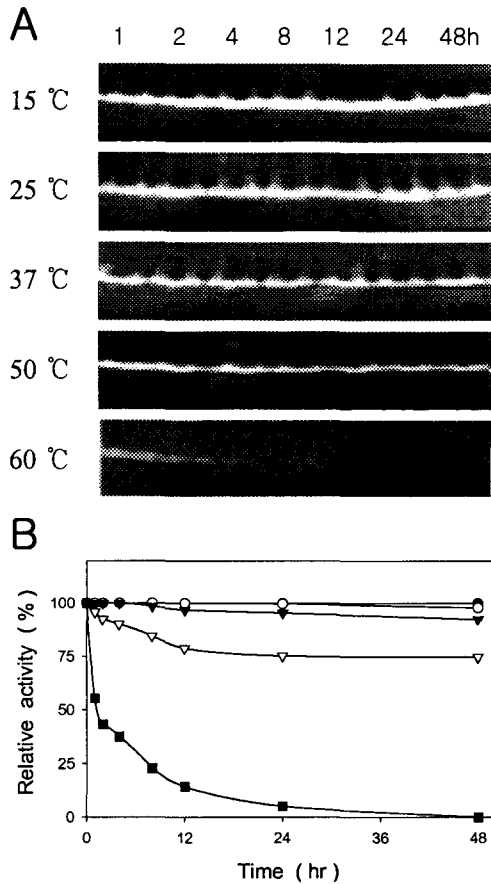 A
1 2 4 8 12 24 48h
15 ℃
25 ℃
37 ℃
50 ℃
60 ℃
B
Relative activity ( % )
100
75
50
25
0
0 12 24 36 48
Time ( hr )